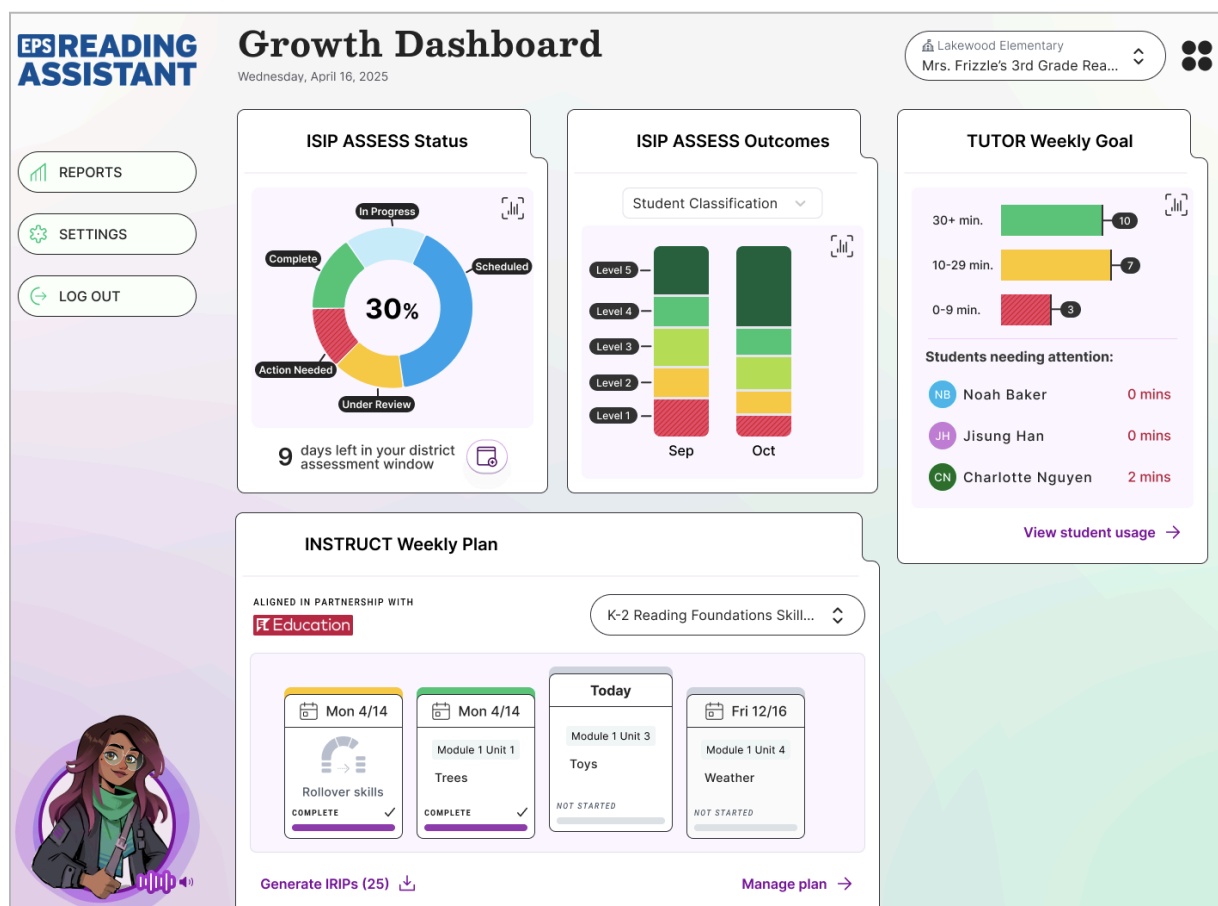 EPS READING
ASSISTANT
Growth Dashboard
Wednesday, April 16, 2025
Lakewood Elementary
Mrs. Frizzle's 3rd Grade Rea...
REPORTS
SETTINGS
LOG OUT
ISIP ASSESS Status
In Progress
Complete
Scheduled
30%
Action Needed
Under Review
9 days left in your district
assessment window
ISIP ASSESS Outcomes
Student Classification
Level 5
Level 4
Level 3
Level 2
Level 1
Sep
Oct
TUTOR Weekly Goal
30+ min.
10
10-29 min.
7
0-9 min.
3
Students needing attention:
NB Noah Baker 0 mins
JH Jisung Han 0 mins
CN Charlotte Nguyen 2 mins
View student usage
INSTRUCT Weekly Plan
ALIGNED IN PARTNERSHIP WITH
Education
K-2 Reading Foundations Skill...
Mon 4/14
Rollover skills
COMPLETE
Mon 4/14
Module 1 Unit 1
Trees
COMPLETE
Today
Module 1 Unit 3
Toys
NOT STARTED
Fri 12/16
Module 1 Unit 4
Weather
NOT STARTED
Generate IRIPs (25)
Manage plan